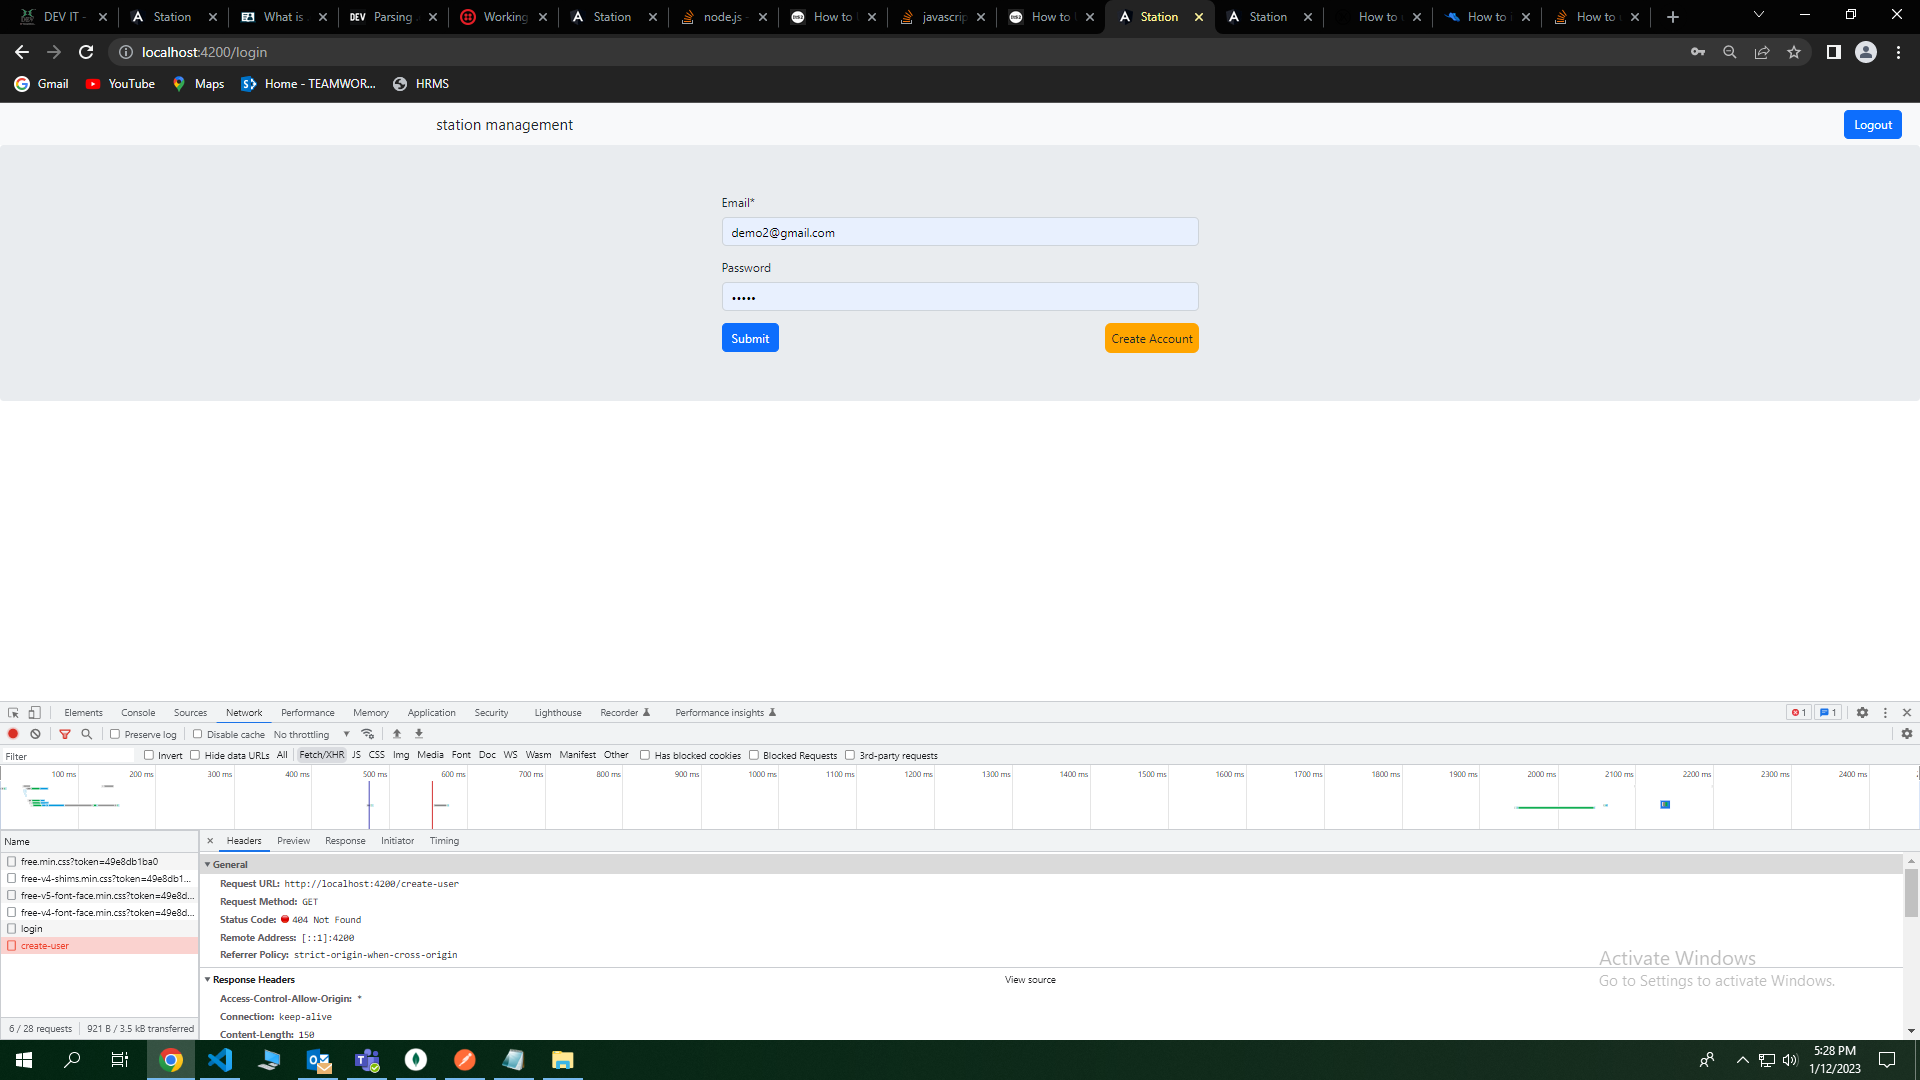 DEV IT - Station What is Parsing Working Station node.js - How to javascrip How to Station Station How to How to How to
localhost:4200/login
Gmail YouTube Maps Home - TEAMWOR... HRMS
station management Logout
Email*
demo2@gmail.com
Password
•••••
Submit Create Account
Elements Console Sources Network Performance Memory Application Security Lighthouse Recorder Performance insights 1 1
Preserve log Disable cache No throttling
Filter Invert Hide data URLs All Fetch/XHR JS CSS Img Media Font Doc WS Wasm Manifest Other Has blocked cookies Blocked Requests 3rd-party requests
100 ms 200 ms 300 ms 400 ms 500 ms 600 ms 700 ms 800 ms 900 ms 1000 ms 1100 ms 1200 ms 1300 ms 1400 ms 1500 ms 1600 ms 1700 ms 1800 ms 1900 ms 2000 ms 2100 ms 2200 ms 2300 ms 2400 ms
Name Headers Preview Response Initiator Timing
free.min.css?token=49e8db1ba0
free-v4-shims.min.css?token=49e8db1...
free-v5-font-face.min.css?token=49e8d...
free-v4-font-face.min.css?token=49e8d...
login
create-user
6 / 28 requests 921 B / 3.5 kB transferred
General
Request URL: http://localhost:4200/create-user
Request Method: GET
Status Code: 404 Not Found
Remote Address: [::1]:4200
Referrer Policy: strict-origin-when-cross-origin
Response Headers View source
Access-Control-Allow-Origin: *
Connection: keep-alive
Content-Length: 150
Activate Windows
Go to Settings to activate Windows.
5:28 PM
1/12/2023